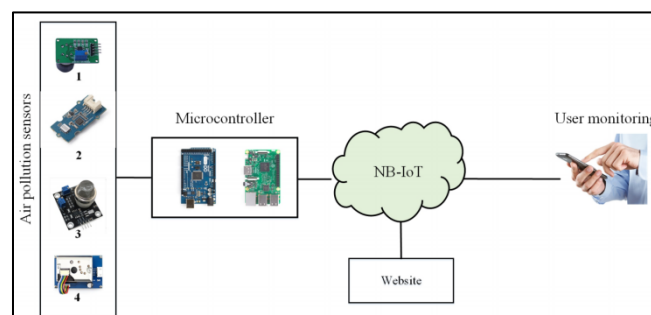 Air pollution sensors
1
2
3
4
Microcontroller
NB-IoT
Website
User monitoring